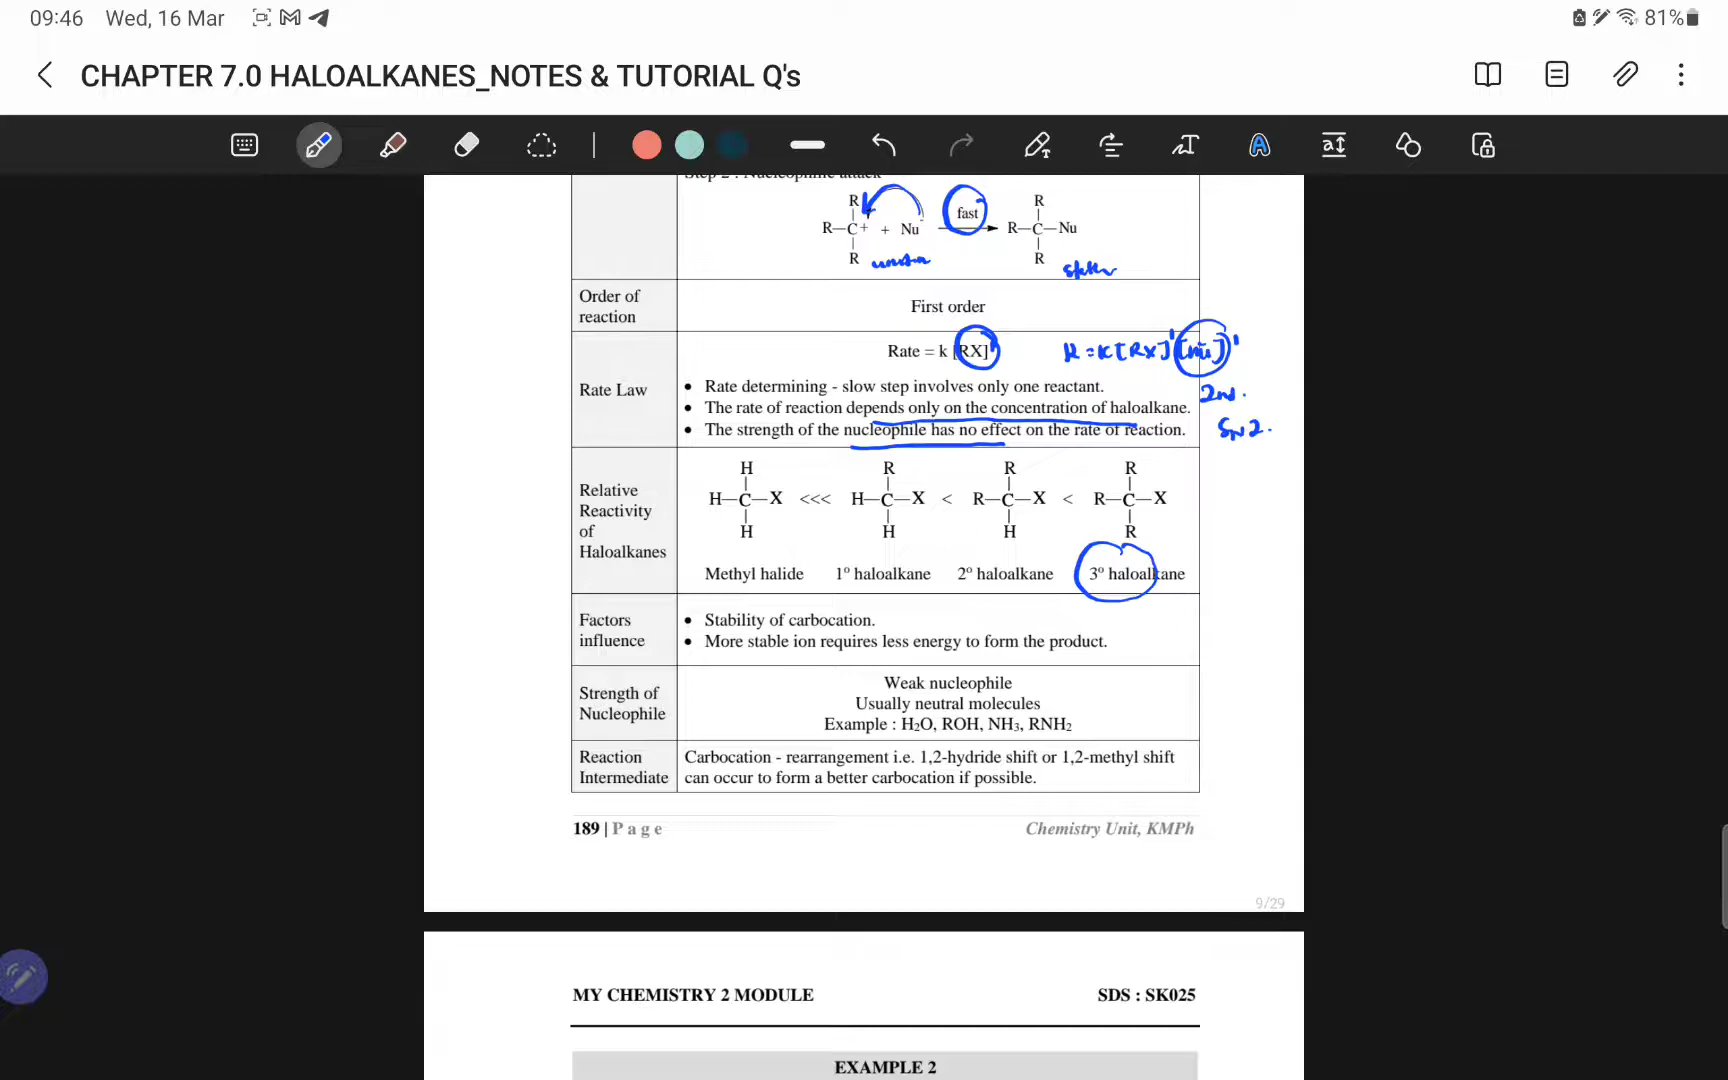 09:46 Wed, 16 Mar
81%
CHAPTER 7.0 HALOALKANES_NOTES & TUTORIAL Q's
Step 2 : Nucleophilic attack
R R
R—C+ + Nu⁻ fast R—C—Nu
R R
Order of reaction
First order
Rate Law
Rate = k [RX] R = K[RX]¹[Nu]¹
2nd.
SN2.
• Rate determining - slow step involves only one reactant.
• The rate of reaction depends only on the concentration of haloalkane.
• The strength of the nucleophile has no effect on the rate of reaction.
Relative Reactivity of Haloalkanes
H R R R
H—C—X <<< H—C—X < R—C—X < R—C—X
H H H R
Methyl halide 1° haloalkane 2° haloalkane 3° haloalkane
Factors influence
• Stability of carbocation.
• More stable ion requires less energy to form the product.
Strength of Nucleophile
Weak nucleophile
Usually neutral molecules
Example : H₂O, ROH, NH₃, RNH₂
Reaction Intermediate
Carbocation - rearrangement i.e. 1,2-hydride shift or 1,2-methyl shift
can occur to form a better carbocation if possible.
189 | Page Chemistry Unit, KMPh
9/29
MY CHEMISTRY 2 MODULE SDS : SK025
EXAMPLE 2